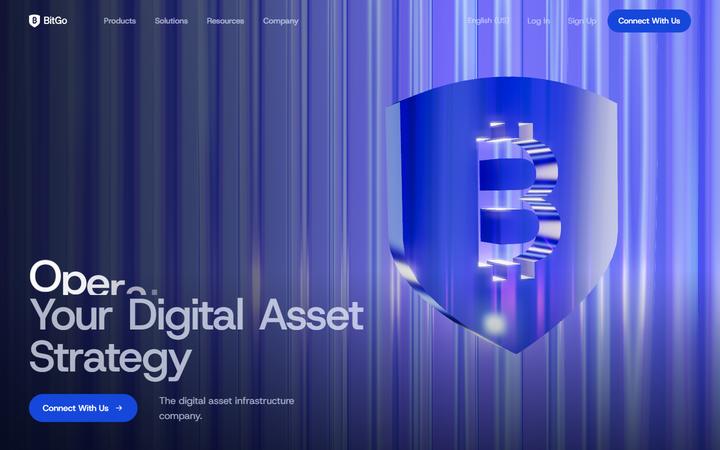 BitGo
Products Solutions Resources Company
English (US) Log In Sign Up Connect With Us
Your Digital Asset
Strategy
Connect With Us →
The digital asset infrastructure
company.